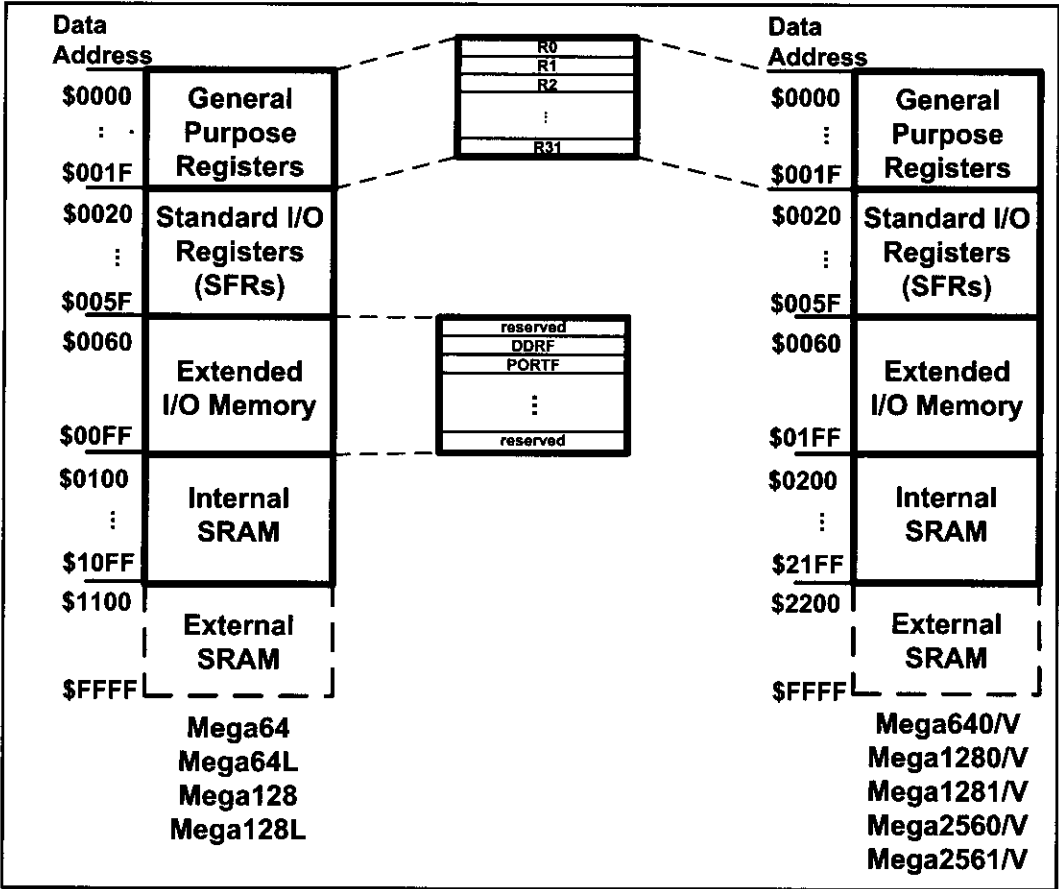 Data
Address
$0000
General
Purpose
Registers
$001F
$0020
Standard I/O
Registers
(SFRs)
$005F
$0060
Extended
I/O Memory
$00FF
$0100
Internal
SRAM
$10FF
$1100
External
SRAM
$FFFF
Mega64
Mega64L
Mega128
Mega128L
R0
R1
R2
⋮
R31
reserved
DDRF
PORTF
⋮
reserved
Data
Address
$0000
General
Purpose
Registers
$001F
$0020
Standard I/O
Registers
(SFRs)
$005F
$0060
Extended
I/O Memory
$01FF
$0200
Internal
SRAM
$21FF
$2200
External
SRAM
$FFFF
Mega640/V
Mega1280/V
Mega1281/V
Mega2560/V
Mega2561/V